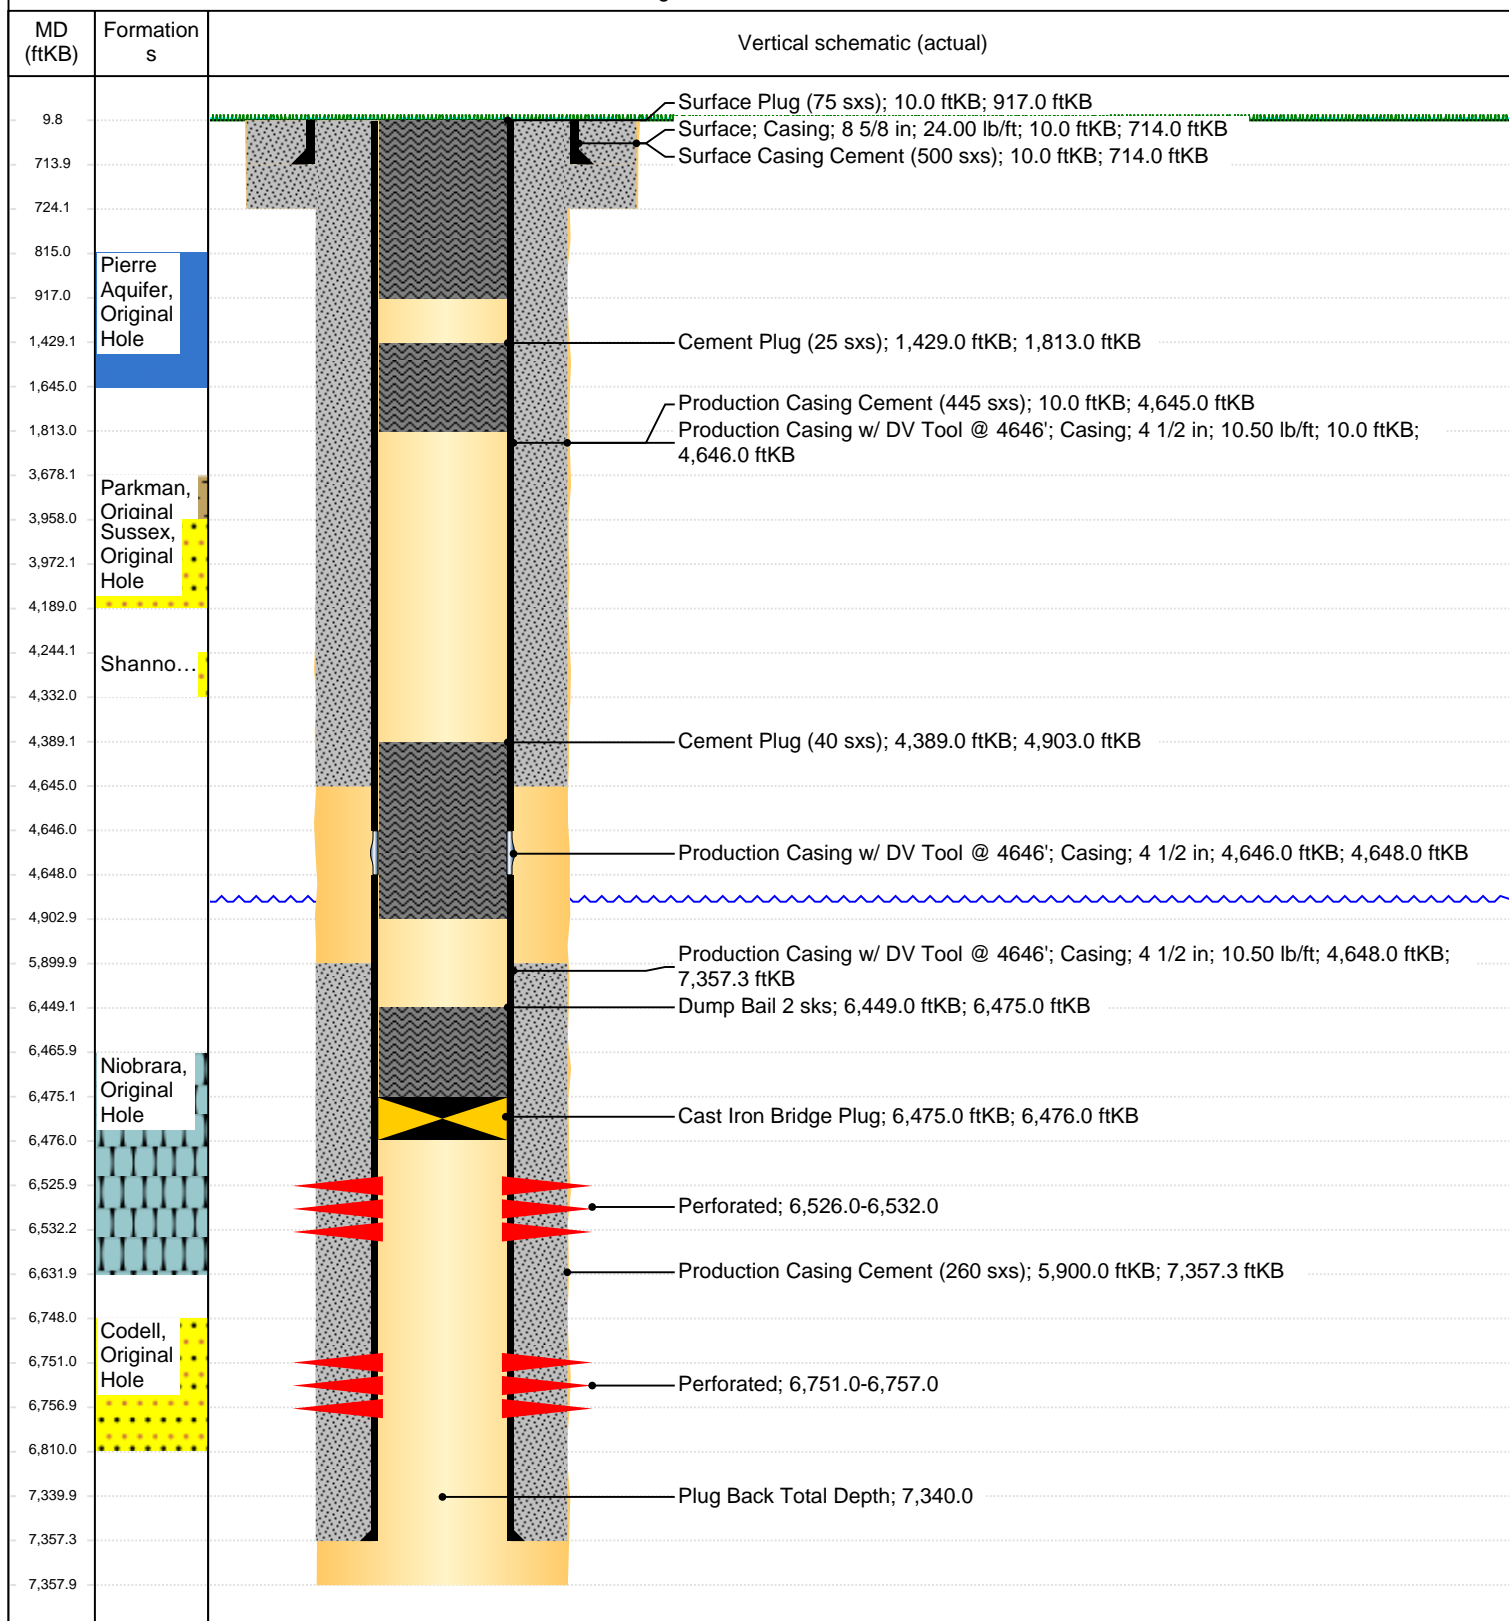 MD
(ftKB)
Formation
s
Vertical schematic (actual)
9.8
713.9
724.1
815.0
917.0
1,429.1
1,645.0
1,813.0
3,678.1
3,958.0
3,972.1
4,189.0
4,244.1
4,332.0
4,389.1
4,645.0
4,646.0
4,648.0
4,902.9
5,899.9
6,449.1
6,465.9
6,475.1
6,476.0
6,525.9
6,532.2
6,631.9
6,748.0
6,751.0
6,756.9
6,810.0
7,339.9
7,357.3
7,357.9
Pierre
Aquifer,
Original
Hole
Parkman,
Original
Sussex,
Original
Hole
Shanno...
Niobrara,
Original
Hole
Codell,
Original
Hole
Surface Plug (75 sxs); 10.0 ftKB; 917.0 ftKB
Surface; Casing; 8 5/8 in; 24.00 lb/ft; 10.0 ftKB; 714.0 ftKB
Surface Casing Cement (500 sxs); 10.0 ftKB; 714.0 ftKB
Cement Plug (25 sxs); 1,429.0 ftKB; 1,813.0 ftKB
Production Casing Cement (445 sxs); 10.0 ftKB; 4,645.0 ftKB
Production Casing w/ DV Tool @ 4646'; Casing; 4 1/2 in; 10.50 lb/ft; 10.0 ftKB;
4,646.0 ftKB
Cement Plug (40 sxs); 4,389.0 ftKB; 4,903.0 ftKB
Production Casing w/ DV Tool @ 4646'; Casing; 4 1/2 in; 4,646.0 ftKB; 4,648.0 ftKB
Production Casing w/ DV Tool @ 4646'; Casing; 4 1/2 in; 10.50 lb/ft; 4,648.0 ftKB;
7,357.3 ftKB
Dump Bail 2 sks; 6,449.0 ftKB; 6,475.0 ftKB
Cast Iron Bridge Plug; 6,475.0 ftKB; 6,476.0 ftKB
Perforated; 6,526.0-6,532.0
Production Casing Cement (260 sxs); 5,900.0 ftKB; 7,357.3 ftKB
Perforated; 6,751.0-6,757.0
Plug Back Total Depth; 7,340.0